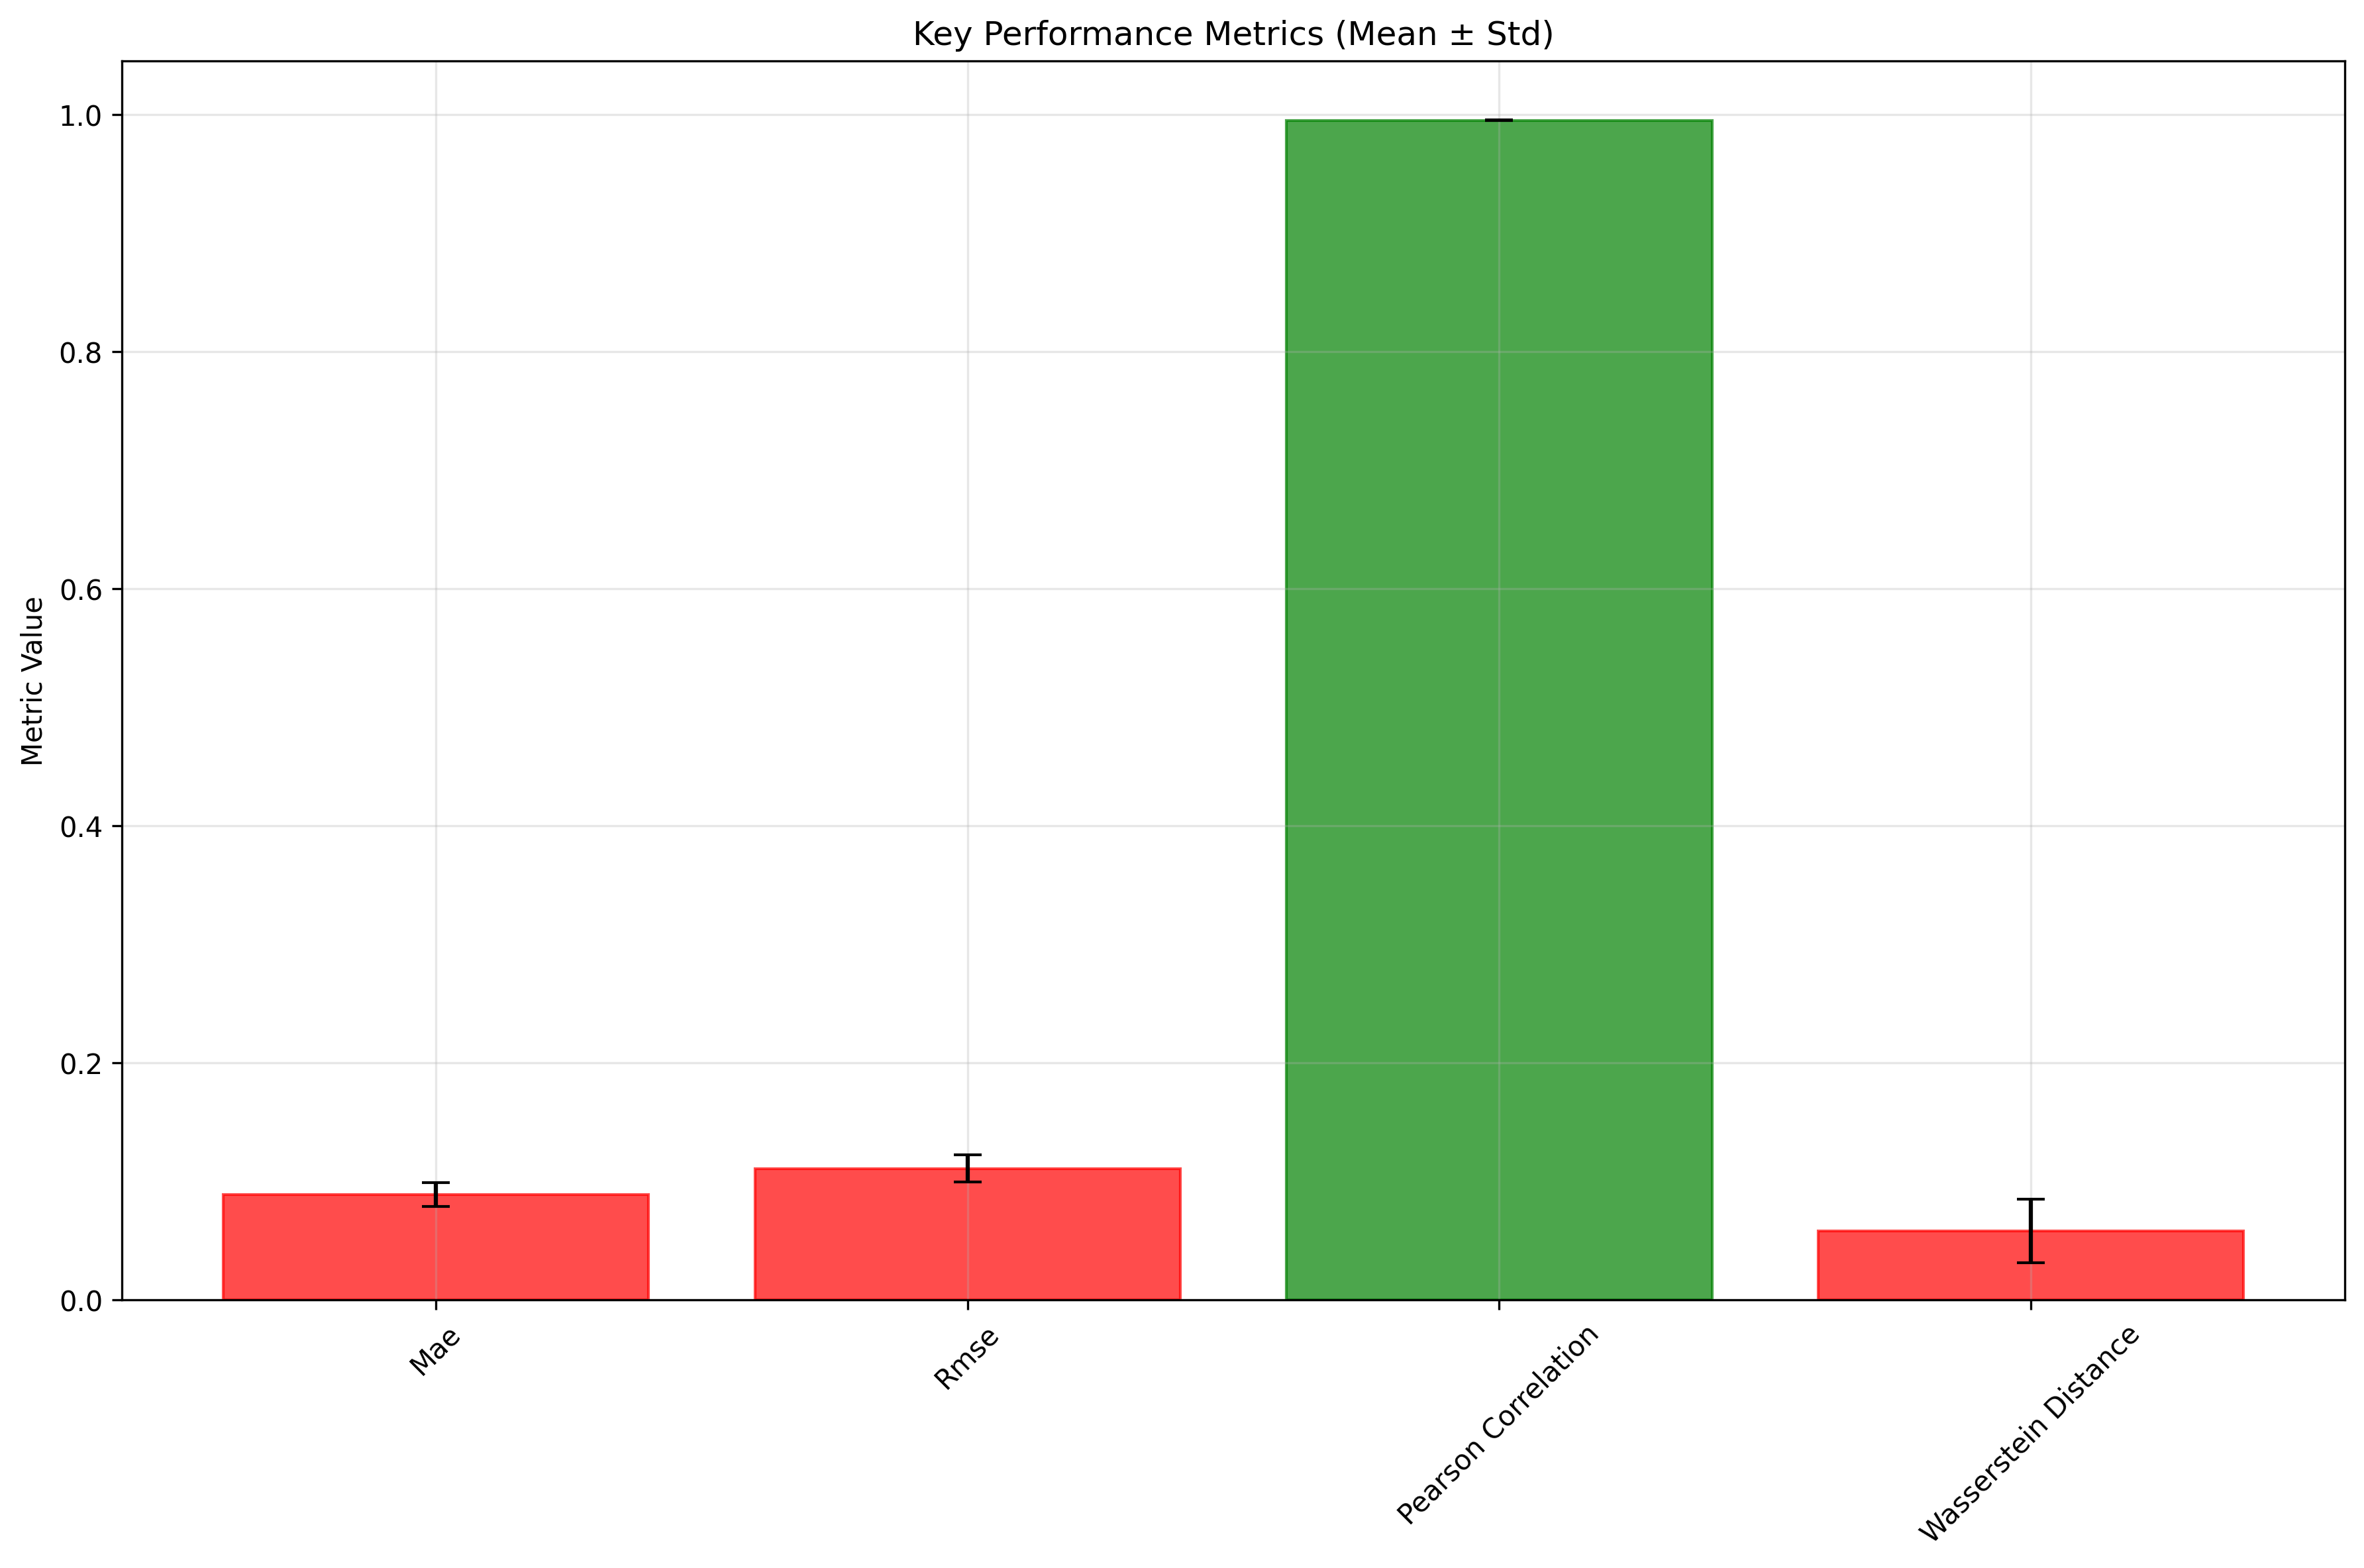 Key Performance Metrics (Mean ± Std)
Metric Value
1.0
0.8
0.6
0.4
0.2
0.0
Mae
Rmse
Pearson Correlation
Wasserstein Distance